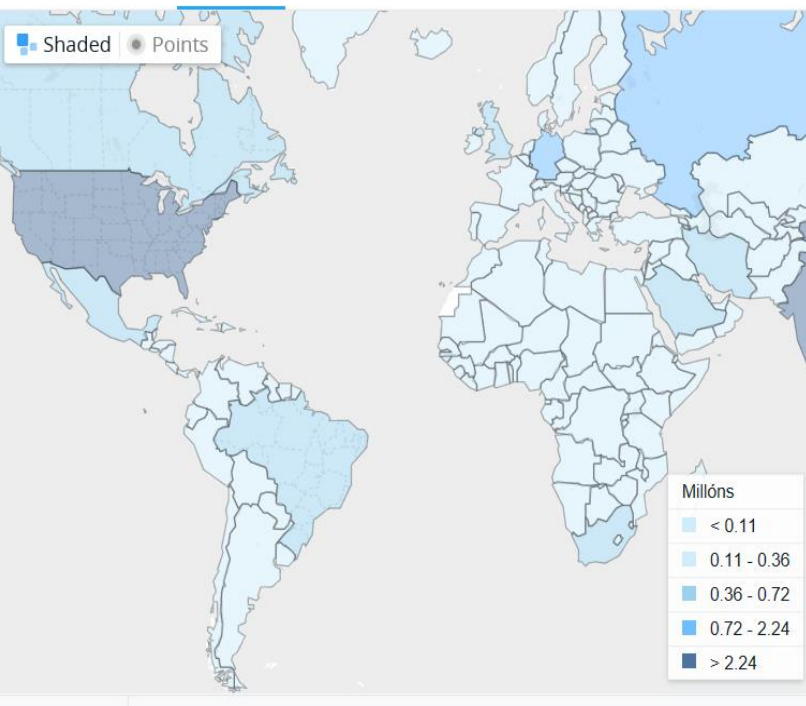 Shaded Points
Millóns
< 0.11
0.11 - 0.36
0.36 - 0.72
0.72 - 2.24
> 2.24